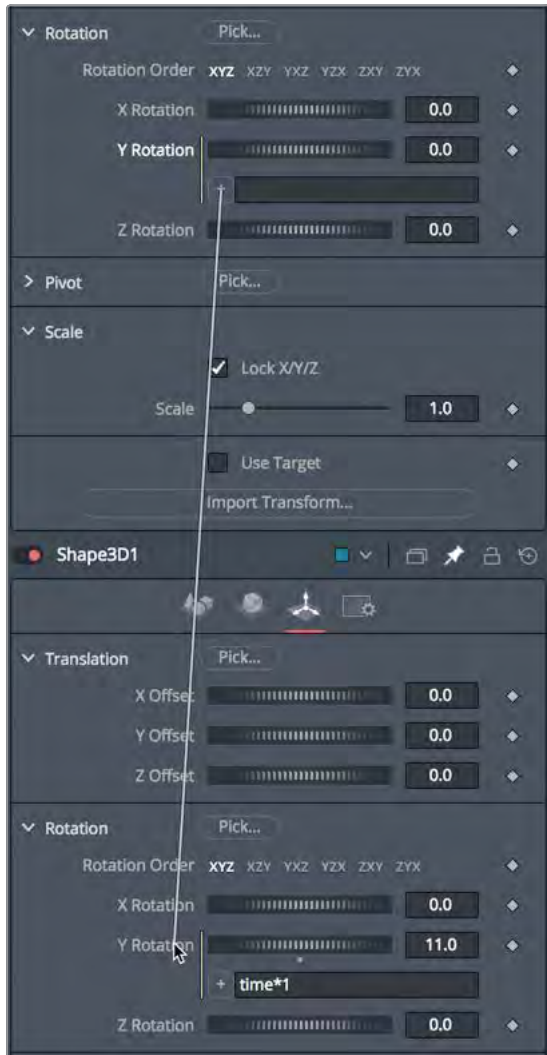 Rotation Pick...
Rotation Order XYZ XZY YXZ YZX ZXY ZYX
X Rotation 0.0
Y Rotation 0.0
+
Z Rotation 0.0
Pivot Pick...
Scale
Lock X/Y/Z
Scale 1.0
Use Target
Import Transform...
Shape3D1
Translation Pick...
X Offset 0.0
Y Offset 0.0
Z Offset 0.0
Rotation Pick...
Rotation Order XYZ XZY YXZ YZX ZXY ZYX
X Rotation 0.0
Y Rotation 11.0
+ time*1
Z Rotation 0.0